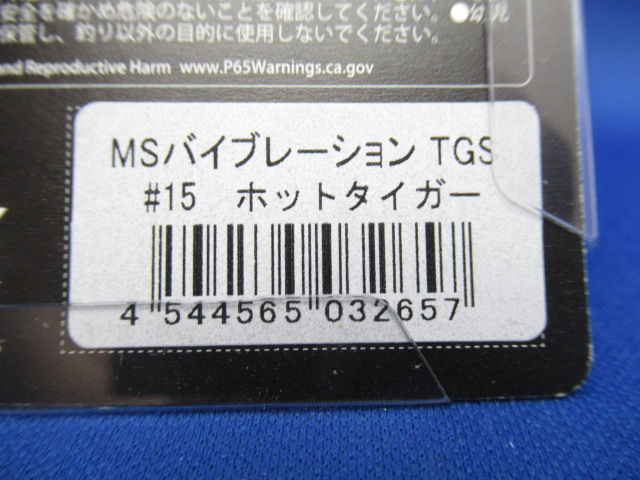 安全を確かめ危険のないことを確認してください。●幼児
保管し、釣り以外の目的に使用しないでください。
and Reproductive Harm www.P65Warnings.ca.gov
MSバイブレーション TGS
#15 ホットタイガー
4 544565 032657